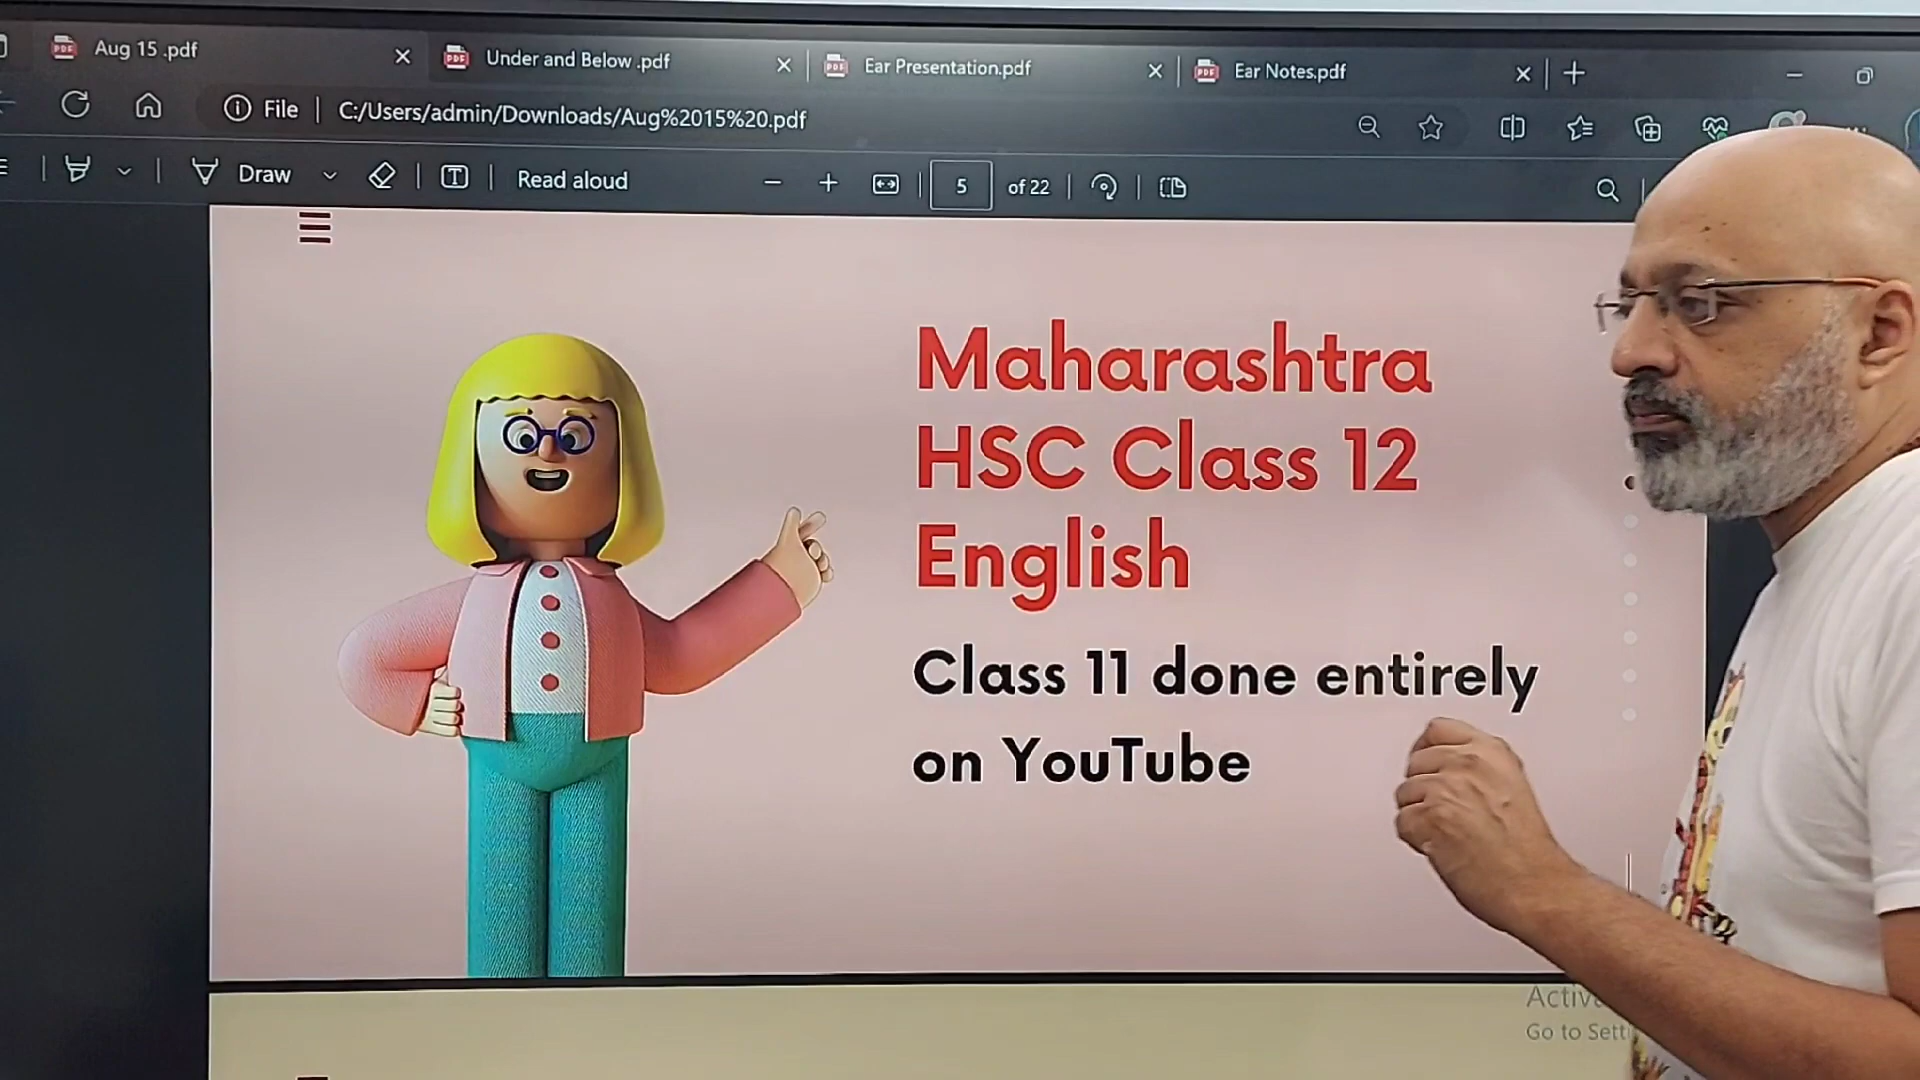 Aug 15 .pdf
Under and Below .pdf
Ear Presentation.pdf
Ear Notes.pdf
File
C:/Users/admin/Downloads/Aug%2015%20.pdf
Draw
Read aloud
5
of 22
Maharashtra
HSC Class 12
English
Class 11 done entirely
on YouTube
Go to